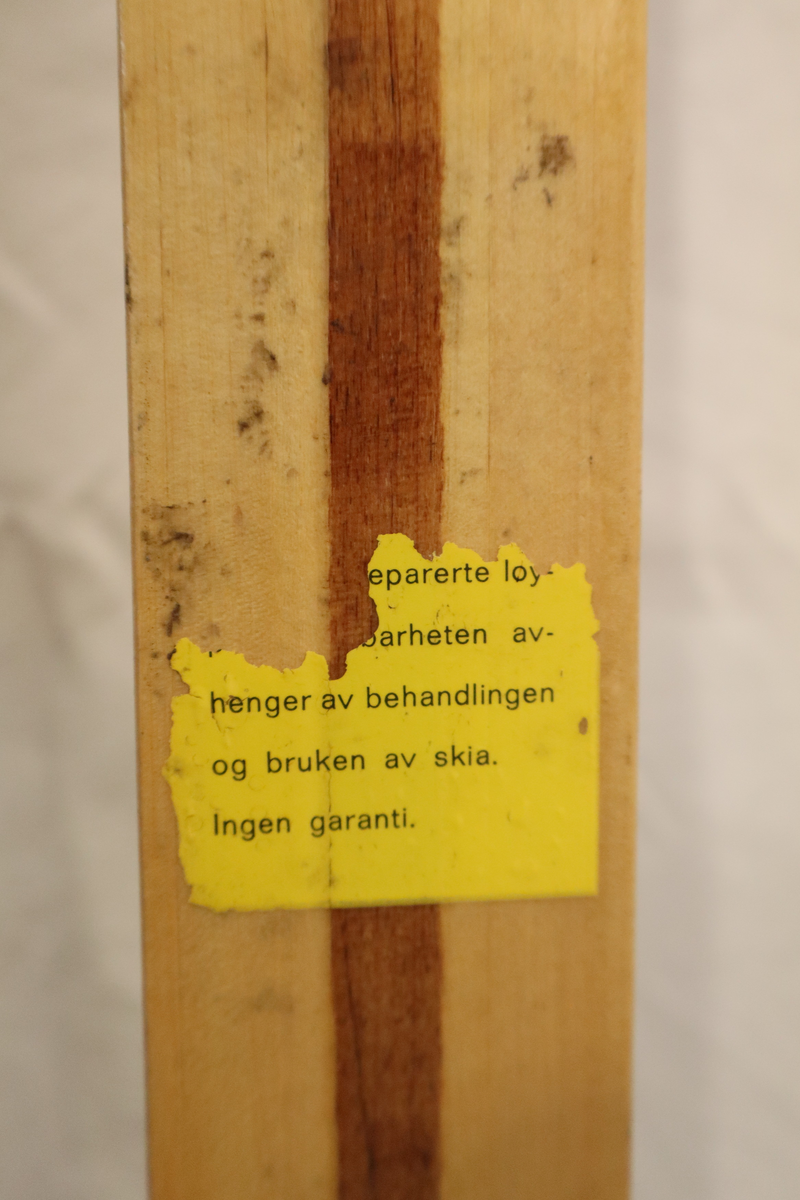 eparerte løy-
barheten av-
henger av behandlingen
og bruken av skia.
Ingen garanti.